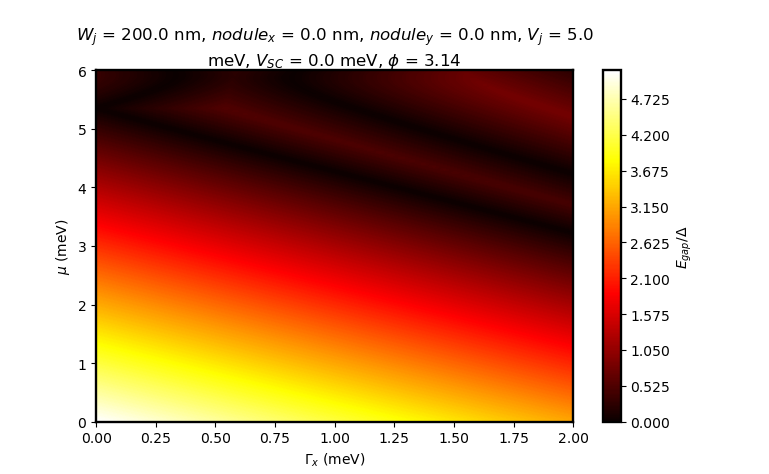 W_j = 200.0 nm, nodule_x = 0.0 nm, nodule_y = 0.0 nm, V_j = 5.0
meV, V_SC = 0.0 meV, ϕ = 3.14
6
5
4
3
2
1
0
μ (meV)
0.00 0.25 0.50 0.75 1.00 1.25 1.50 1.75 2.00
Γ_x (meV)
4.725
4.200
3.675
3.150
2.625
2.100
1.575
1.050
0.525
0.000
E_gap/Δ